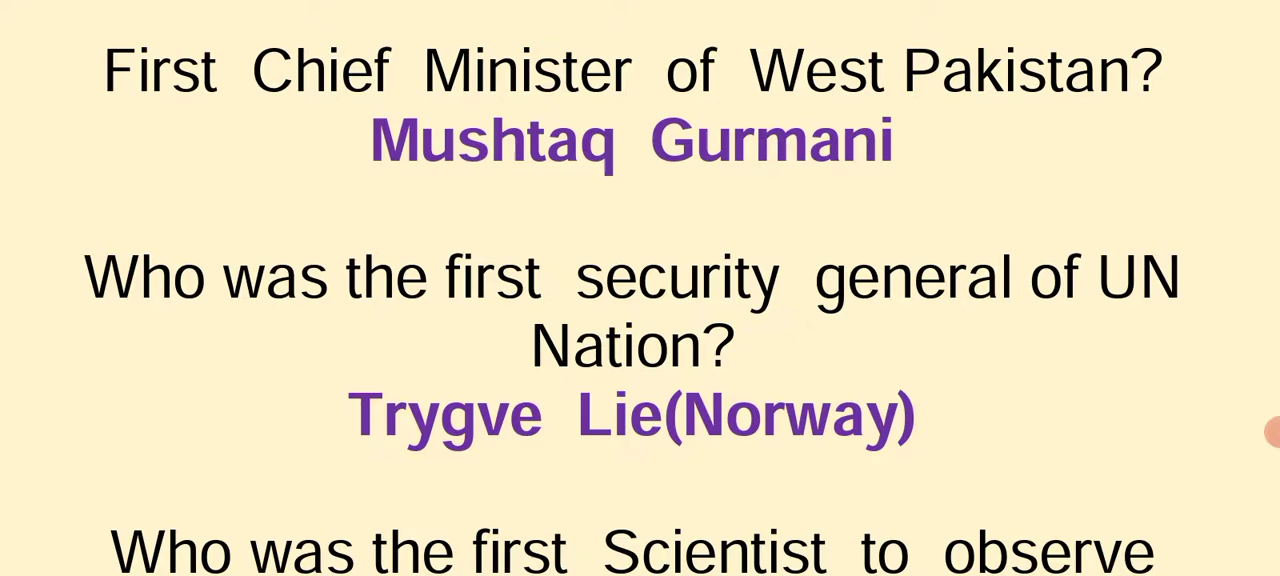 First Chief Minister of West Pakistan?
Mushtaq Gurmani
Who was the first security general of UN
Nation?
Trygve Lie(Norway)
Who was the first Scientist to observe